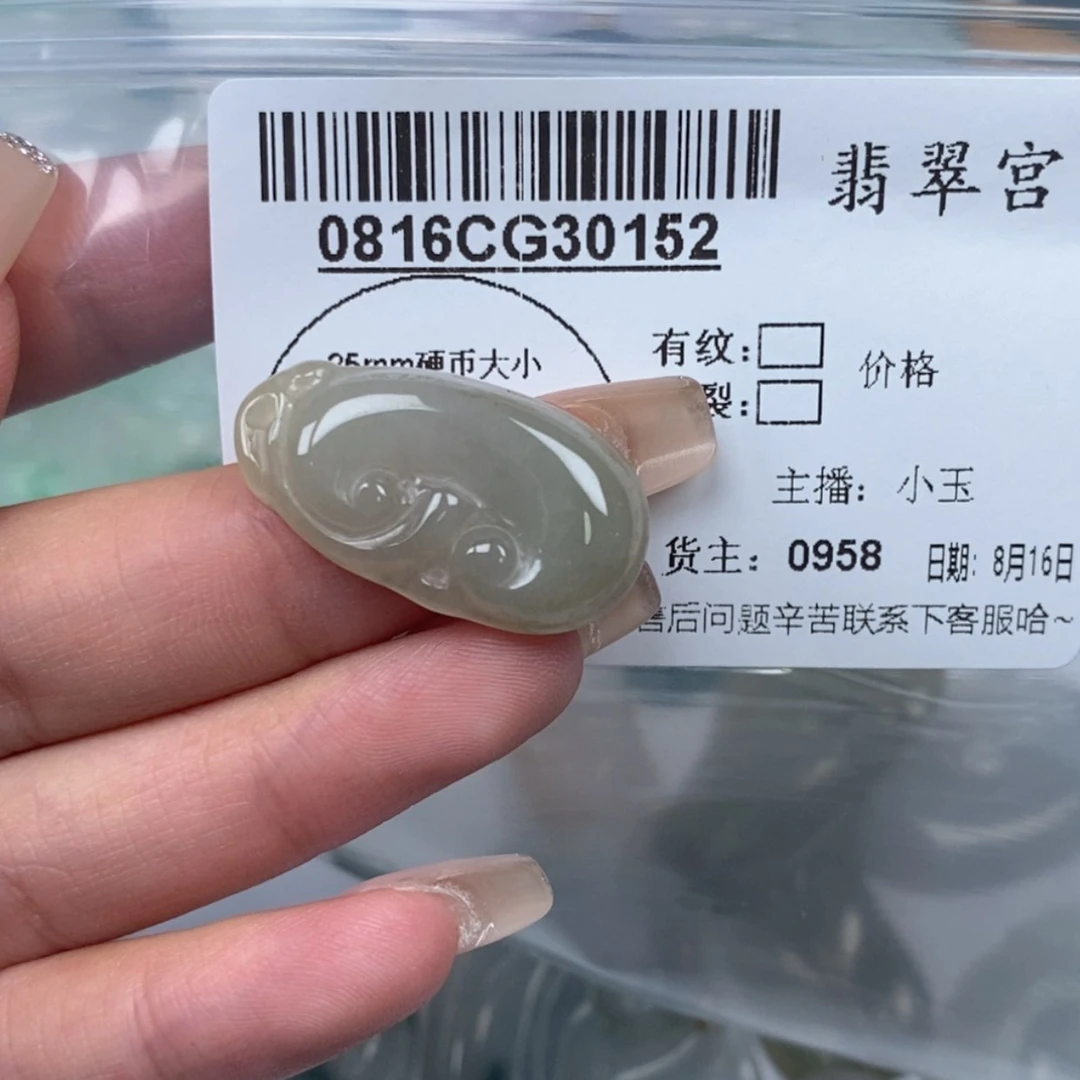 翡翠宫
0816CG30152
25mm硬币大小
有纹：
价格
裂：
主播：小玉
货主：0958 日期：8月16日
售后问题辛苦联系下客服哈~